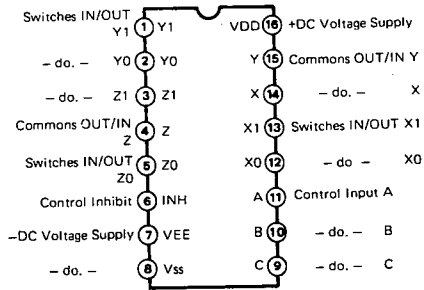 Switches IN/OUT
Y1 1 Y1
VDD 16 +DC Voltage Supply
– do. – Y0 2 Y0
Y 15 Commons OUT/IN Y
– do. – Z1 3 Z1
X 14 – do. – X
Commons OUT/IN
Z 4 Z
X1 13 Switches IN/OUT X1
Switches IN/OUT
Z0 5 Z0
X0 12 – do – X0
Control Inhibit 6 INH
A 11 Control Input A
–DC Voltage Supply 7 VEE
B 10 – do. – B
– do. – 8 Vss
C 9 – do. – C